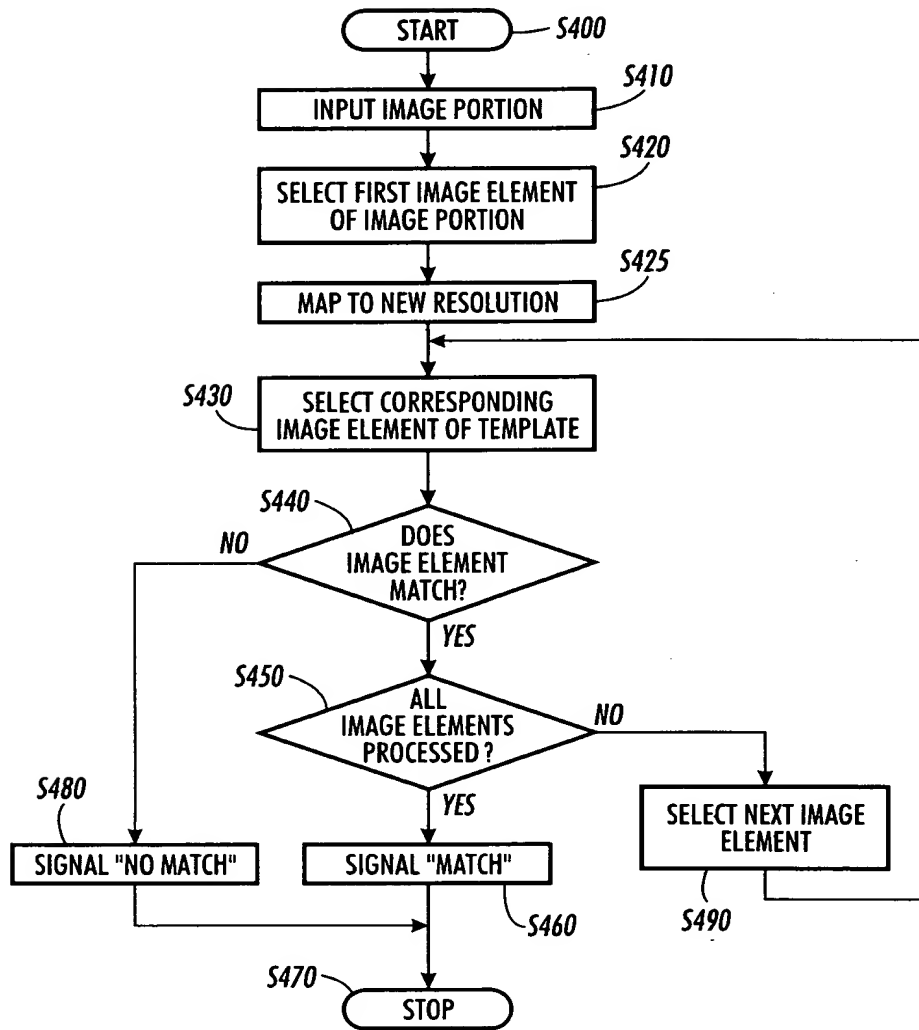 START
S400
INPUT IMAGE PORTION
S410
SELECT FIRST IMAGE ELEMENT
OF IMAGE PORTION
S420
MAP TO NEW RESOLUTION
S425
S430
SELECT CORRESPONDING
IMAGE ELEMENT OF TEMPLATE
S440
NO
DOES
IMAGE ELEMENT
MATCH?
YES
S450
ALL
IMAGE ELEMENTS
PROCESSED ?
NO
YES
S480
SIGNAL "NO MATCH"
SIGNAL "MATCH"
S460
SELECT NEXT IMAGE
ELEMENT
S490
S470
STOP